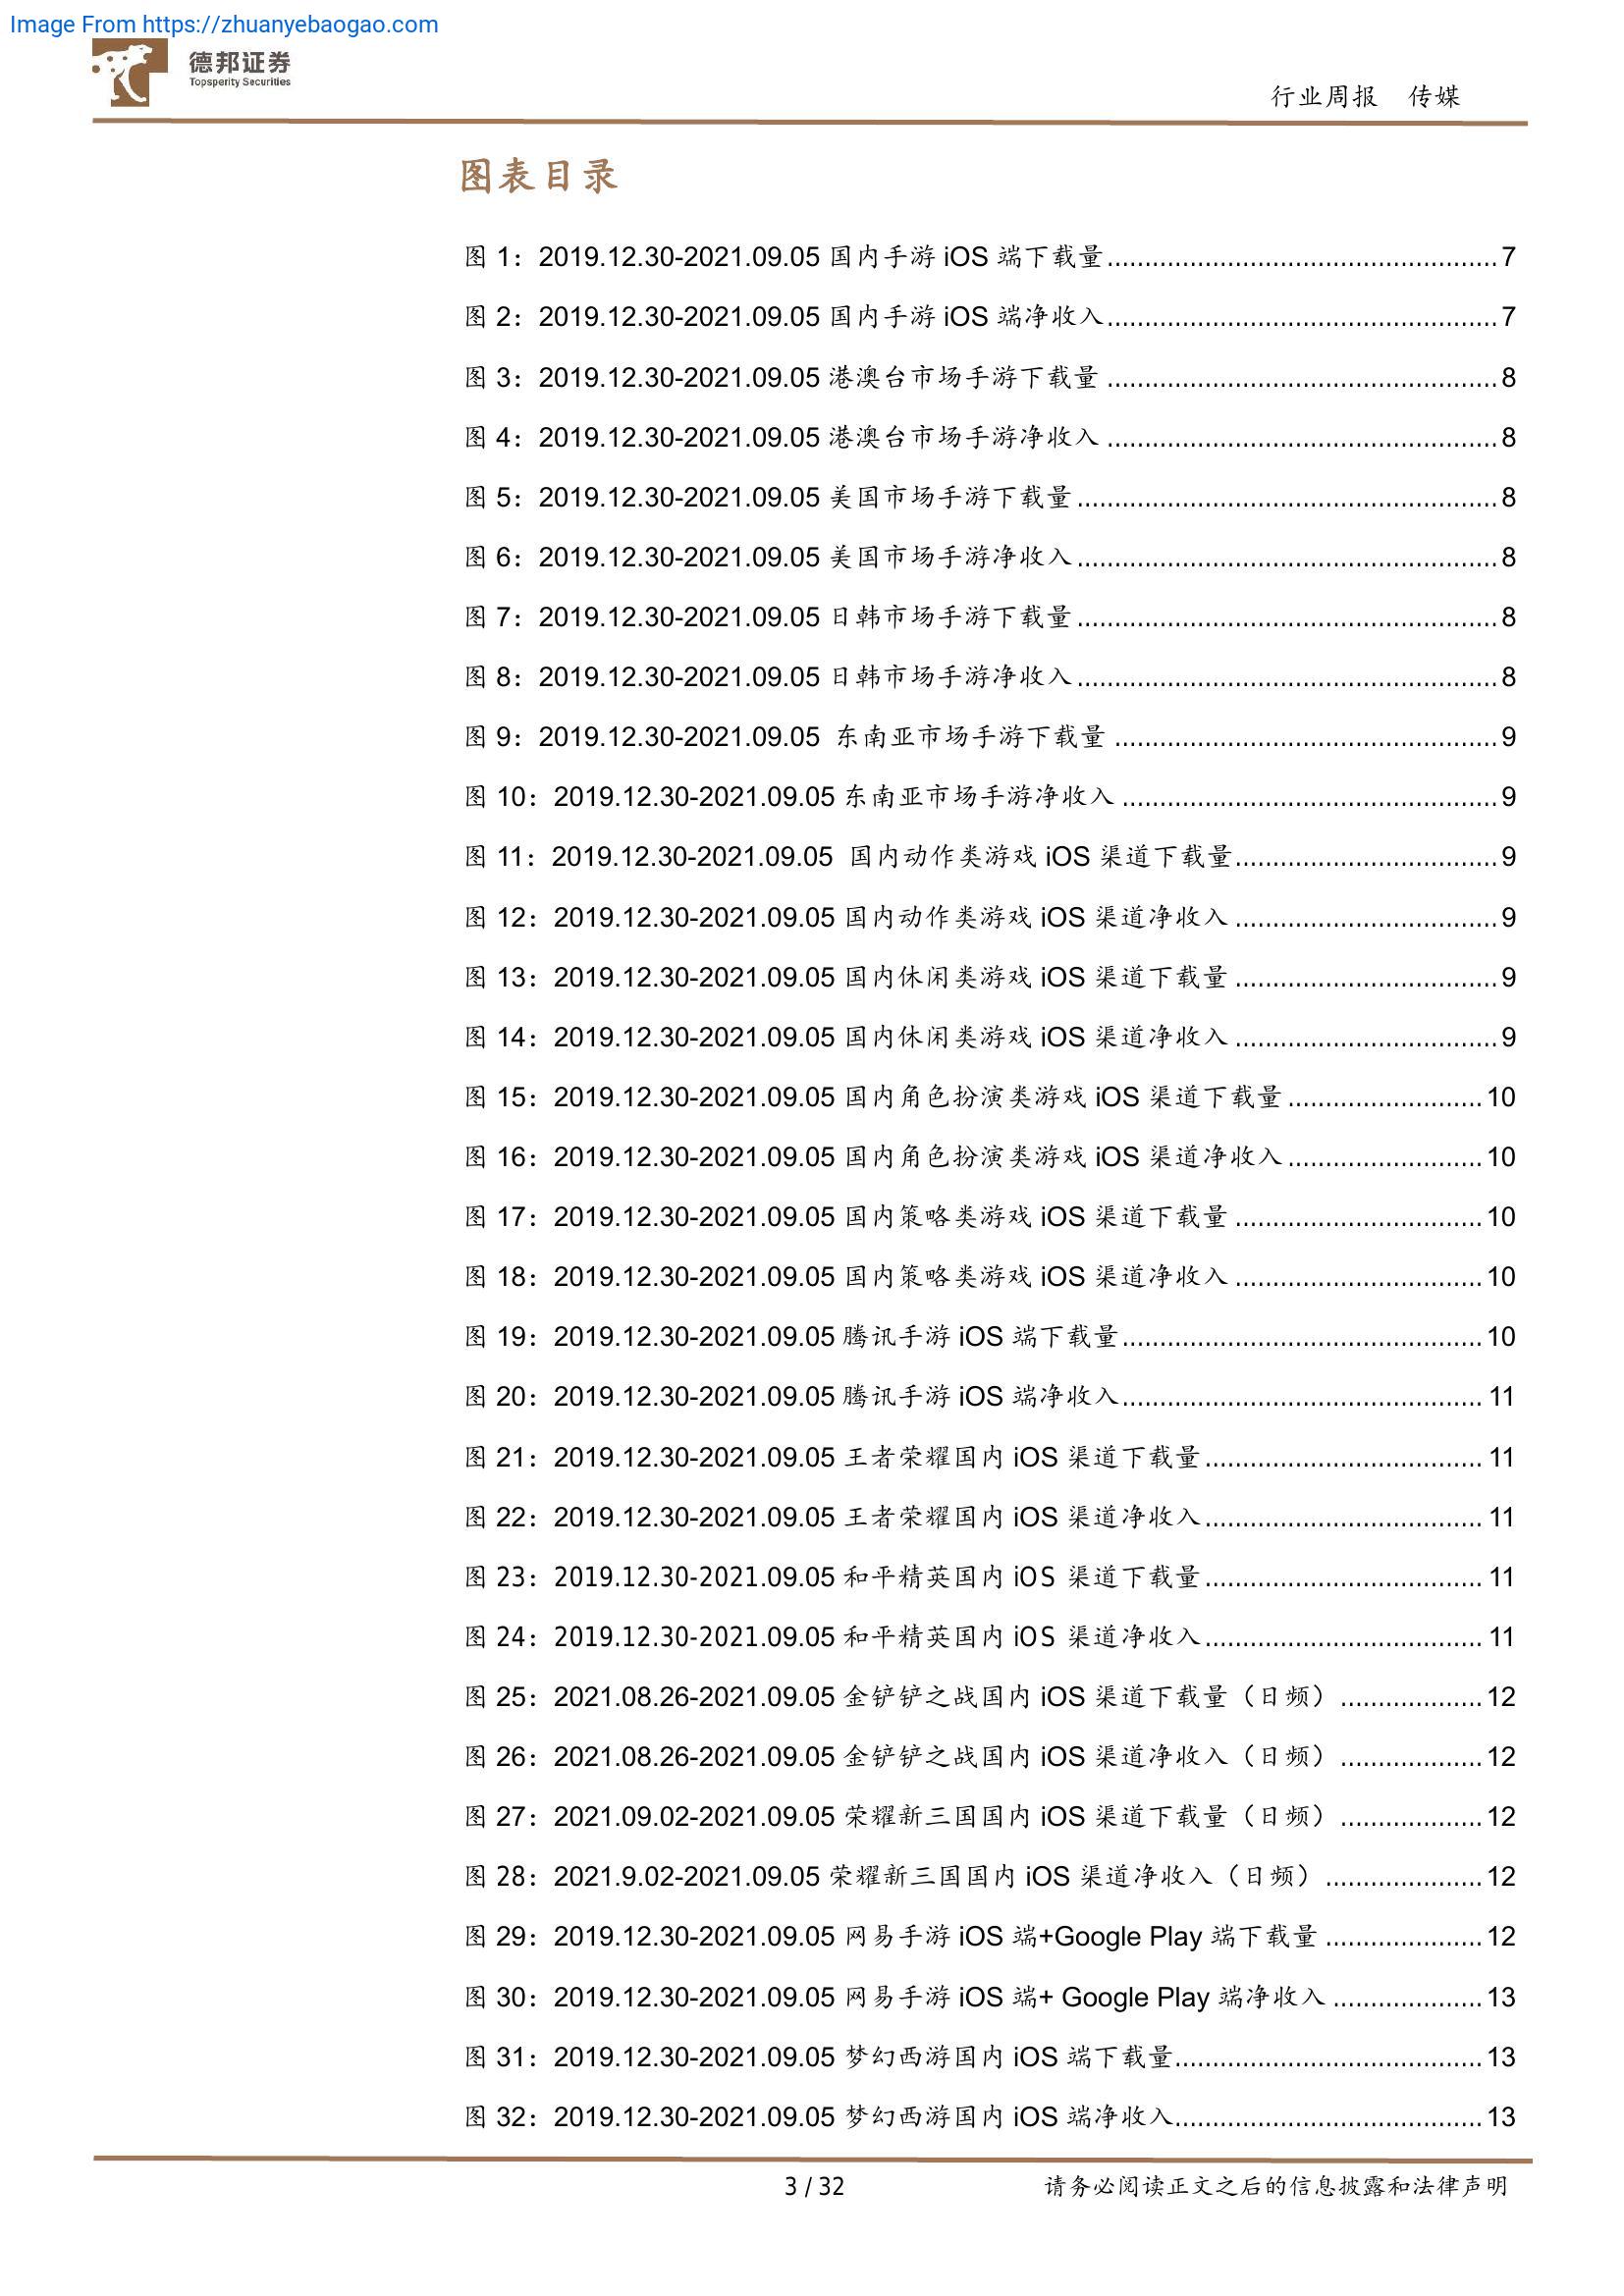 Image From https://zhuanyebaogao.com
德邦证券
Topsperity Securities
行业周报 传媒
图表目录
图 1：2019.12.30-2021.09.05 国内手游 iOS 端下载量....................................................7
图 2：2019.12.30-2021.09.05 国内手游 iOS 端净收入....................................................7
图 3：2019.12.30-2021.09.05 港澳台市场手游下载量 ....................................................8
图 4：2019.12.30-2021.09.05 港澳台市场手游净收入 ....................................................8
图 5：2019.12.30-2021.09.05 美国市场手游下载量........................................................8
图 6：2019.12.30-2021.09.05 美国市场手游净收入........................................................8
图 7：2019.12.30-2021.09.05 日韩市场手游下载量........................................................8
图 8：2019.12.30-2021.09.05 日韩市场手游净收入........................................................8
图 9：2019.12.30-2021.09.05 东南亚市场手游下载量 ...................................................9
图 10：2019.12.30-2021.09.05 东南亚市场手游净收入 ..................................................9
图 11：2019.12.30-2021.09.05 国内动作类游戏 iOS 渠道下载量...................................9
图 12：2019.12.30-2021.09.05 国内动作类游戏 iOS 渠道净收入 ...................................9
图 13：2019.12.30-2021.09.05 国内休闲类游戏 iOS 渠道下载量 ...................................9
图 14：2019.12.30-2021.09.05 国内休闲类游戏 iOS 渠道净收入 ...................................9
图 15：2019.12.30-2021.09.05 国内角色扮演类游戏 iOS 渠道下载量..........................10
图 16：2019.12.30-2021.09.05 国内角色扮演类游戏 iOS 渠道净收入..........................10
图 17：2019.12.30-2021.09.05 国内策略类游戏 iOS 渠道下载量 .................................10
图 18：2019.12.30-2021.09.05 国内策略类游戏 iOS 渠道净收入 .................................10
图 19：2019.12.30-2021.09.05 腾讯手游 iOS 端下载量................................................10
图 20：2019.12.30-2021.09.05 腾讯手游 iOS 端净收入................................................11
图 21：2019.12.30-2021.09.05 王者荣耀国内 iOS 渠道下载量.....................................11
图 22：2019.12.30-2021.09.05 王者荣耀国内 iOS 渠道净收入.....................................11
图 23：2019.12.30-2021.09.05 和平精英国内 iOS 渠道下载量.....................................11
图 24：2019.12.30-2021.09.05 和平精英国内 iOS 渠道净收入.....................................11
图 25：2021.08.26-2021.09.05 金铲铲之战国内 iOS 渠道下载量（日频）...................12
图 26：2021.08.26-2021.09.05 金铲铲之战国内 iOS 渠道净收入（日频）...................12
图 27：2021.09.02-2021.09.05 荣耀新三国国内 iOS 渠道下载量（日频）...................12
图 28：2021.9.02-2021.09.05 荣耀新三国国内 iOS 渠道净收入（日频）.....................12
图 29：2019.12.30-2021.09.05 网易手游 iOS 端+Google Play 端下载量 .....................12
图 30：2019.12.30-2021.09.05 网易手游 iOS 端+ Google Play 端净收入 ....................13
图 31：2019.12.30-2021.09.05 梦幻西游国内 iOS 端下载量.........................................13
图 32：2019.12.30-2021.09.05 梦幻西游国内 iOS 端净收入.........................................13
3 / 32
请务必阅读正文之后的信息披露和法律声明